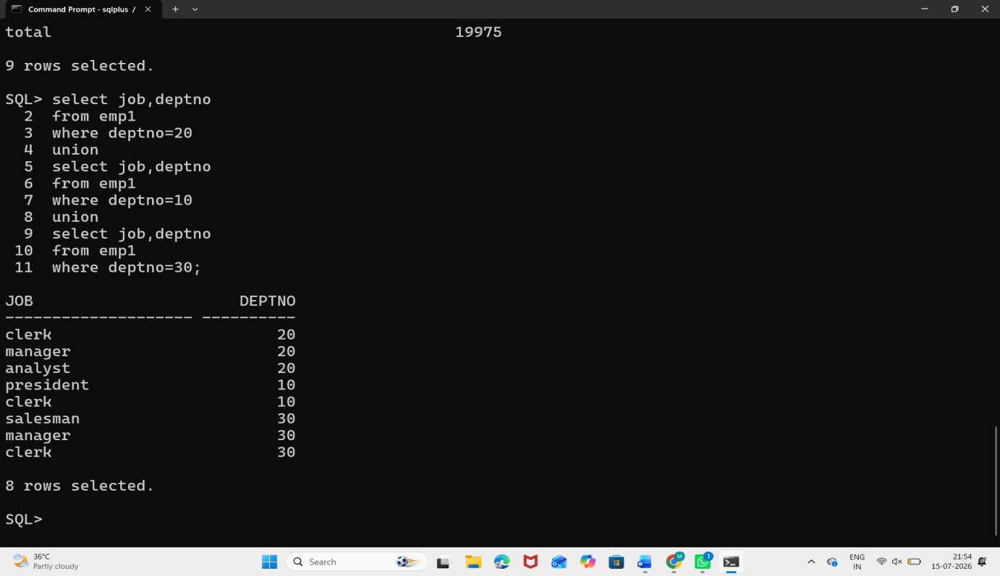 Command Prompt - sqlplus /
total 19975
9 rows selected.
SQL> select job,deptno
2 from emp1
3 where deptno=20
4 union
5 select job,deptno
6 from emp1
7 where deptno=10
8 union
9 select job,deptno
10 from emp1
11 where deptno=30;
JOB DEPTNO
-------------------- ----------
clerk 20
manager 20
analyst 20
president 10
clerk 10
salesman 30
manager 30
clerk 30
8 rows selected.
SQL>
36°C
Partly cloudy
Search
M
1
ENG
IN
21:54
15-07-2026